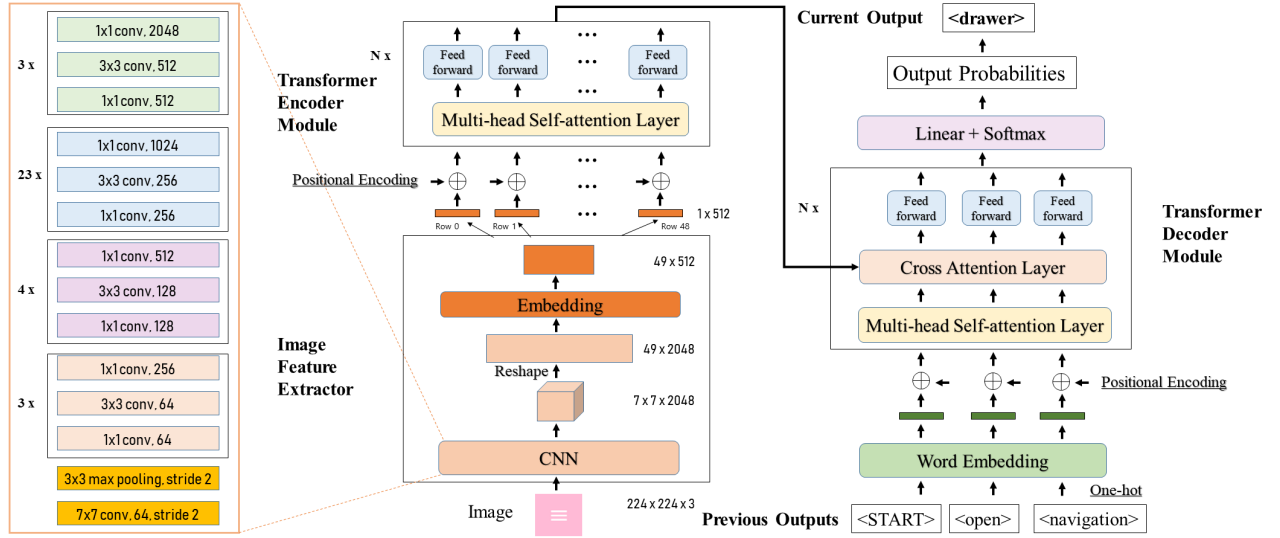 1x1 conv, 2048
3x3 conv, 512
1x1 conv, 512
3 x
1x1 conv, 1024
3x3 conv, 256
1x1 conv, 256
23 x
1x1 conv, 512
3x3 conv, 128
1x1 conv, 128
4 x
1x1 conv, 256
3x3 conv, 64
1x1 conv, 64
3 x
3x3 max pooling, stride 2
7x7 conv, 64, stride 2
N x
Feed
forward
Feed
forward
Feed
forward
Multi-head Self-attention Layer
Transformer
Encoder
Module
Positional Encoding
1 x 512
Row 0
Row 1
Row 48
49 x 512
Embedding
49 x 2048
Reshape
7 x 7 x 2048
CNN
Image
Feature
Extractor
Image
224 x 224 x 3
Current Output
<drawer>
Output Probabilities
Linear + Softmax
N x
Feed
forward
Feed
forward
Feed
forward
Cross Attention Layer
Multi-head Self-attention Layer
Transformer
Decoder
Module
Positional Encoding
Word Embedding
One-hot
Previous Outputs
<START>
<open>
<navigation>